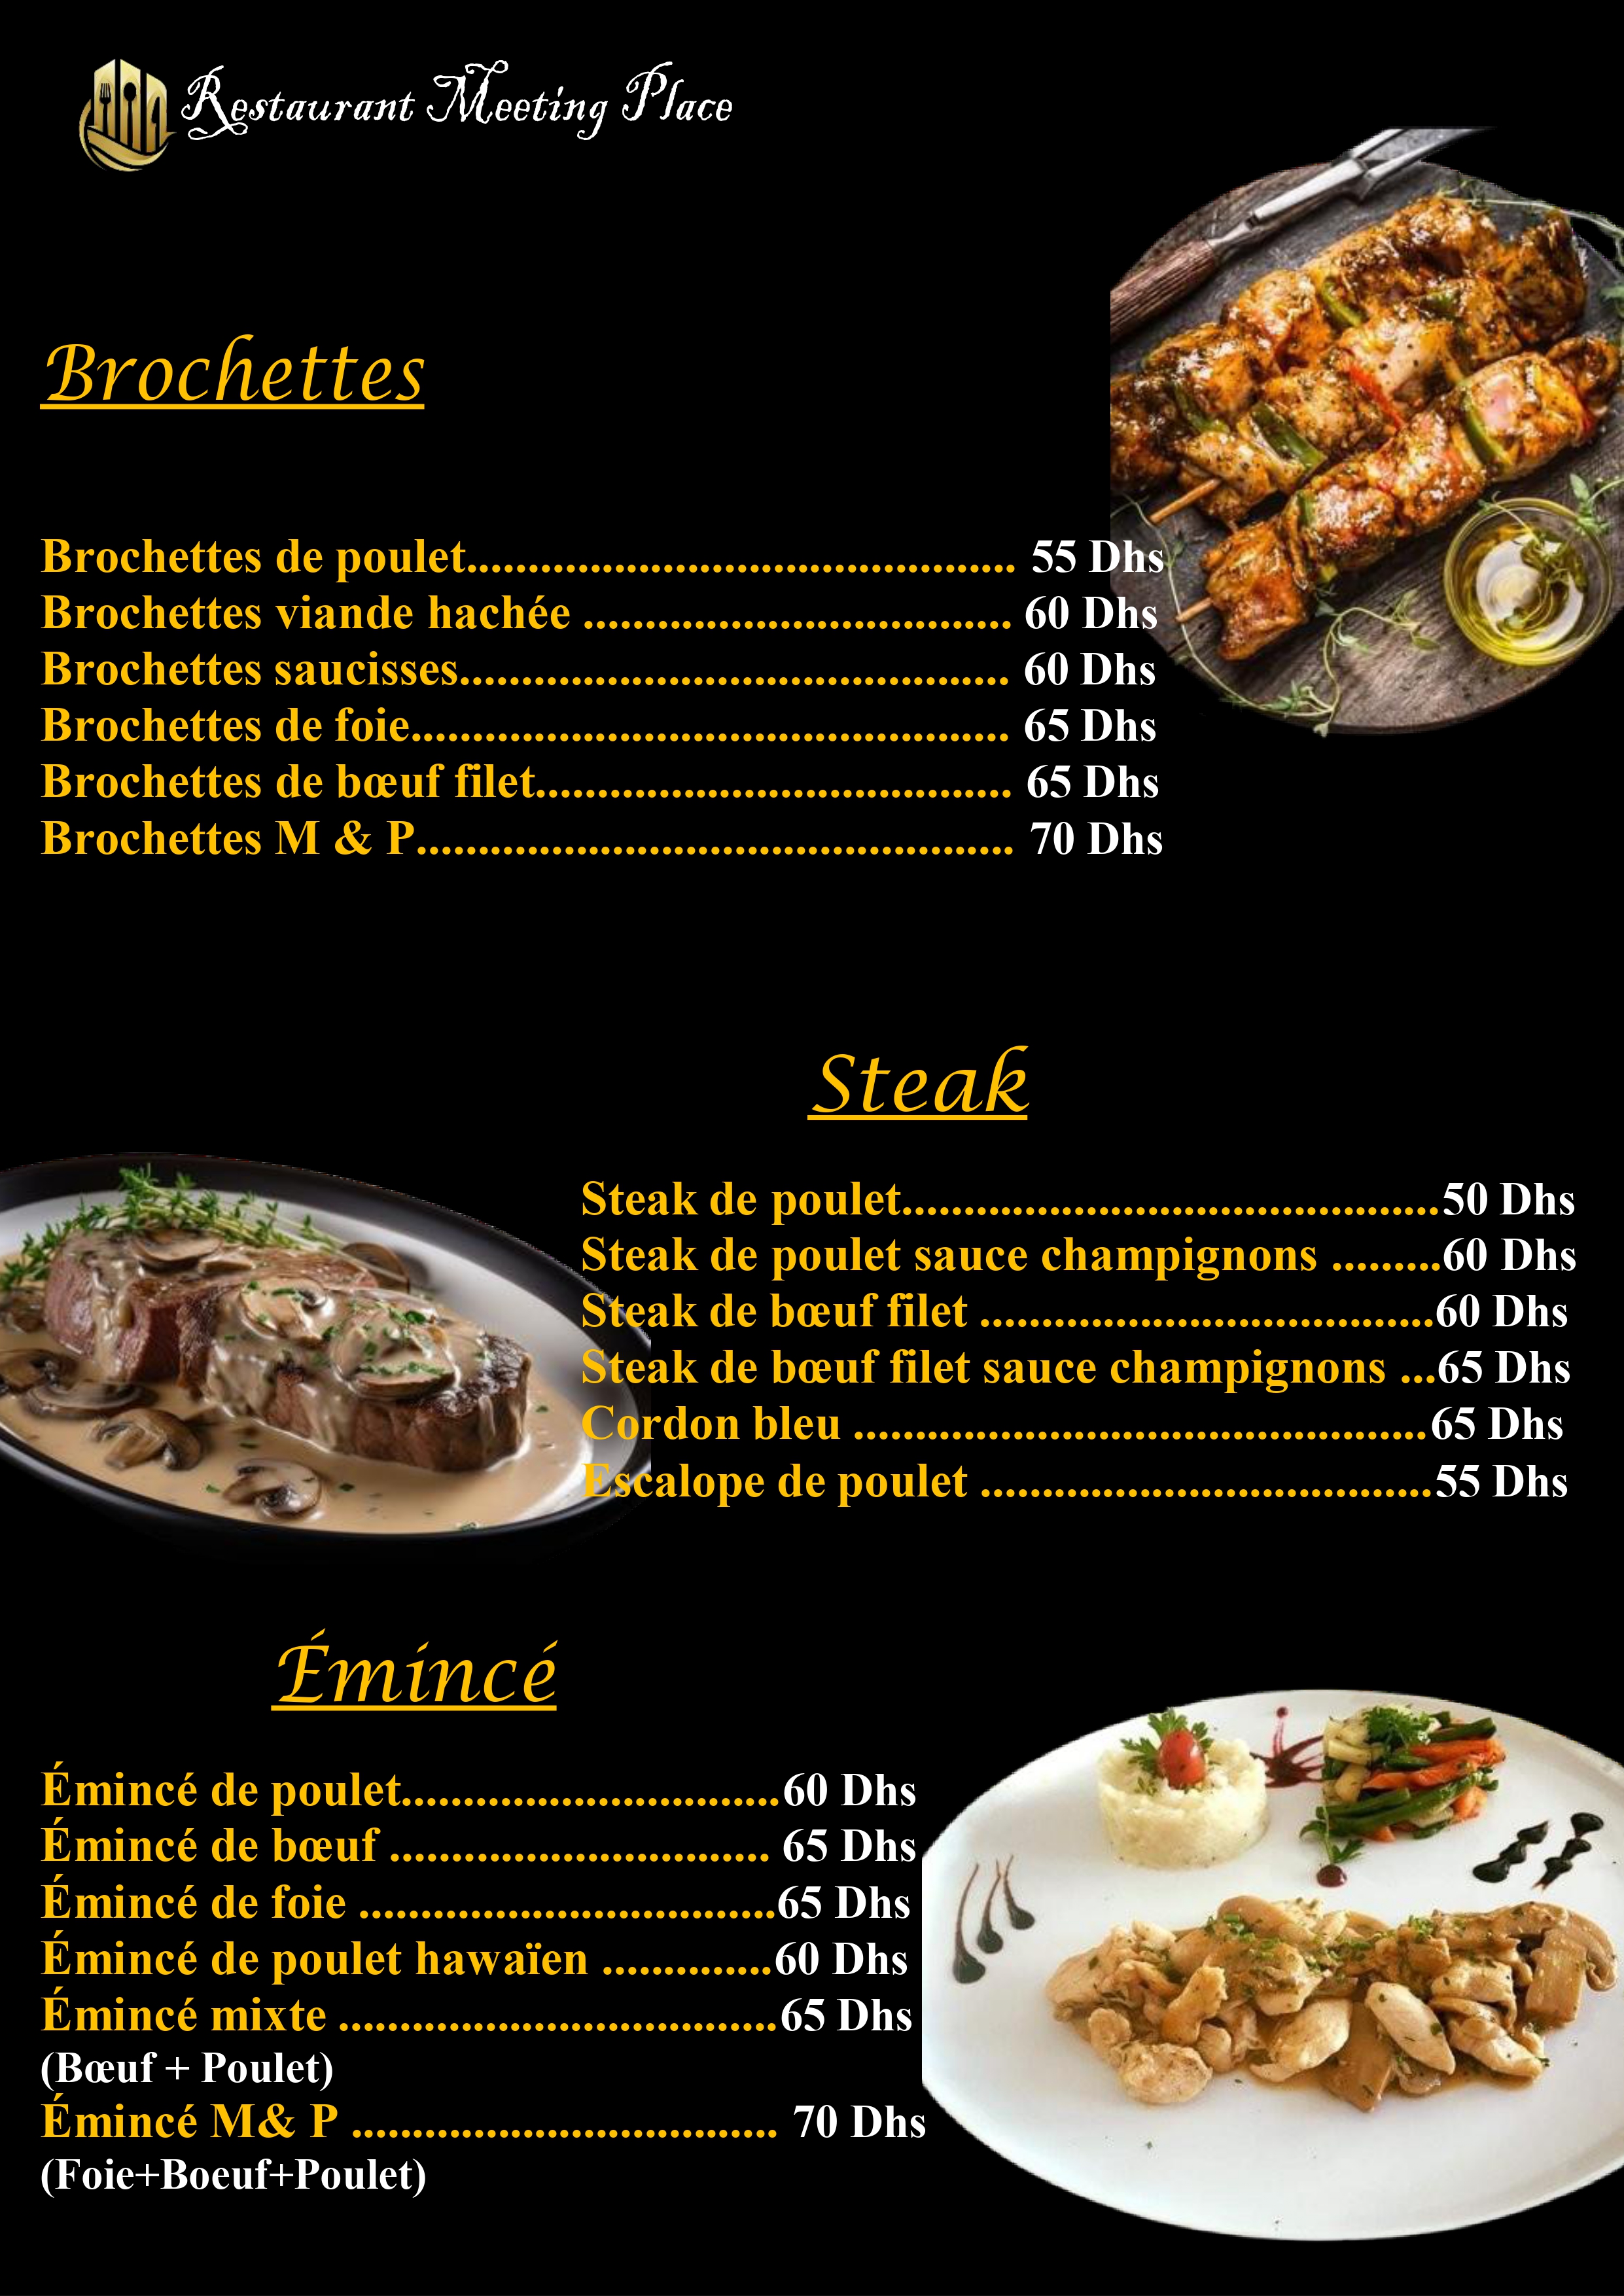 Restaurant Meeting Place
Brochettes
Brochettes de poulet............................................. 55 Dhs
Brochettes viande hachée ................................... 60 Dhs
Brochettes saucisses............................................. 60 Dhs
Brochettes de foie................................................. 65 Dhs
Brochettes de bœuf filet....................................... 65 Dhs
Brochettes M & P................................................. 70 Dhs
Steak
Steak de poulet............................................50 Dhs
Steak de poulet sauce champignons .........60 Dhs
Steak de bœuf filet .....................................60 Dhs
Steak de bœuf filet sauce champignons ...65 Dhs
Cordon bleu ...............................................65 Dhs
Escalope de poulet .....................................55 Dhs
Émincé
Émincé de poulet...............................60 Dhs
Émincé de bœuf ............................... 65 Dhs
Émincé de foie ..................................65 Dhs
Émincé de poulet hawaïen ..............60 Dhs
Émincé mixte ....................................65 Dhs
(Bœuf + Poulet)
Émincé M& P ................................... 70 Dhs
(Foie+Boeuf+Poulet)